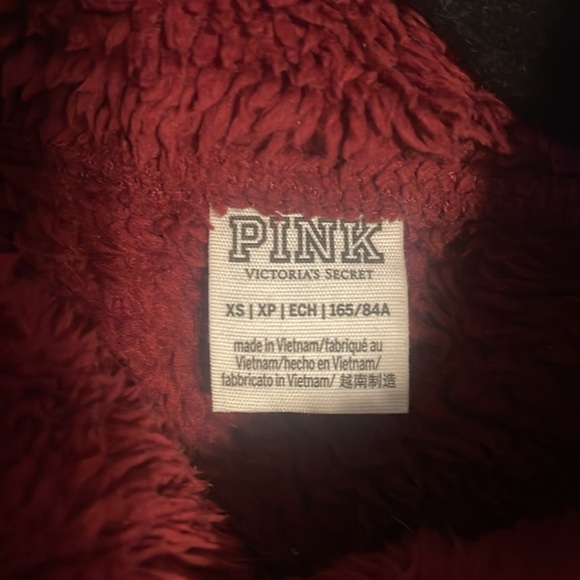 PINK
VICTORIA'S SECRET
XS | XP | ECH | 165/84A
made in Vietnam/fabriqué au
Vietnam/hecho en Vietnam/
fabbricato in Vietnam/ 越南制造